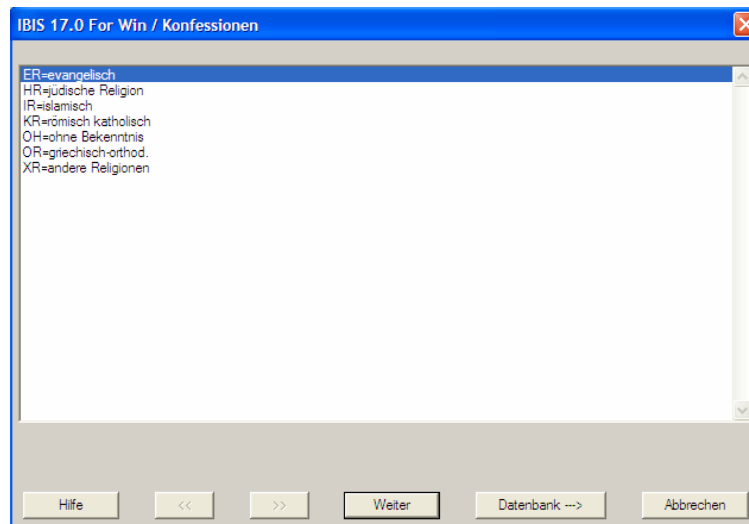 IBIS 17.0 For Win / Konfessionen
ER=evangelisch
HR=jüdische Religion
IR=islamisch
KR=römisch katholisch
OH=ohne Bekenntnis
OR=griechisch-orthod.
XR=andere Religionen
Hilfe << >> Weiter Datenbank ---> Abbrechen